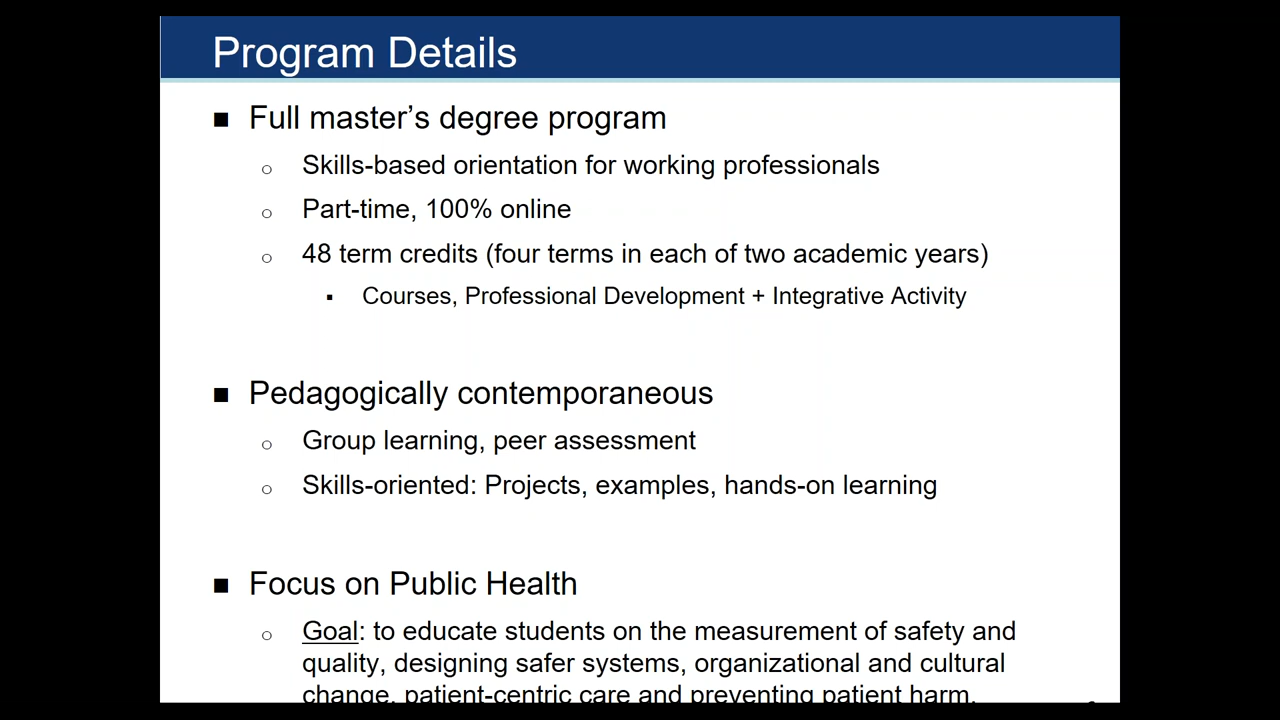 Program Details
■ Full master's degree program
○ Skills-based orientation for working professionals
○ Part-time, 100% online
○ 48 term credits (four terms in each of two academic years)
▪ Courses, Professional Development + Integrative Activity
■ Pedagogically contemporaneous
○ Group learning, peer assessment
○ Skills-oriented: Projects, examples, hands-on learning
■ Focus on Public Health
○ Goal: to educate students on the measurement of safety and
quality, designing safer systems, organizational and cultural
change, patient-centric care and preventing patient harm.